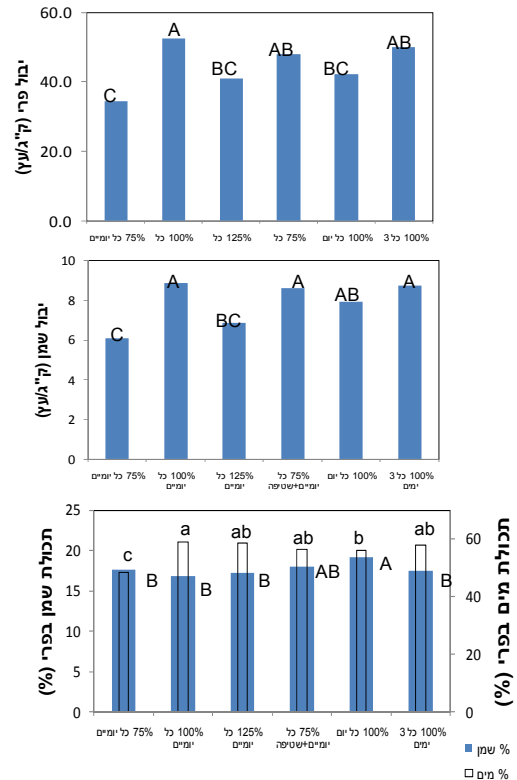 יבול פרי (ק"ג/עץ)
60.0
40.0
20.0
0.0
C
A
BC
AB
BC
AB
75% כל יומיים
100% כל
125% כל
75% כל
100% כל יום
100% כל 3
יבול שמן (ק"ג/עץ)
10
8
6
4
2
0
C
A
BC
A
AB
A
75% כל יומיים
100% כל
יומיים
125% כל
יומיים
75% כל
יומיים+שטיפה
100% כל יום
100% כל 3
ימים
תכולת שמן בפרי (%)
25
20
15
10
5
0
c
a
ab
ab
b
ab
B
B
B
AB
A
B
60
40
20
0
תכולת מים בפרי (%)
75% כל יומיים
100% כל
יומיים
125% כל
יומיים
75% כל
יומיים+שטיפה
100% כל יום
100% כל 3
ימים
% שמן
% מים